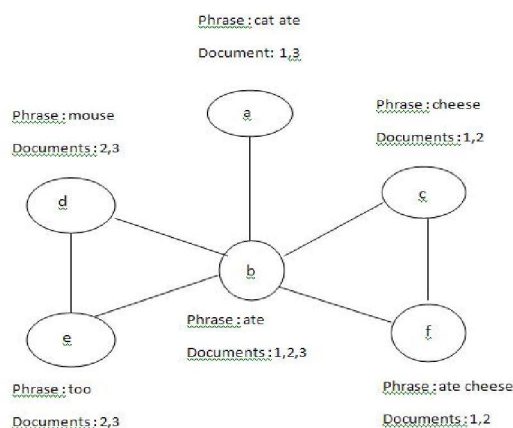 Phrase : cat ate
Document: 1,3
a
Phrase : mouse
Documents : 2,3
Phrase : cheese
Documents :1,2
d
c
b
e
f
Phrase : ate
Documents :1,2,3
Phrase : too
Documents : 2,3
Phrase : ate cheese
Documents :1,2